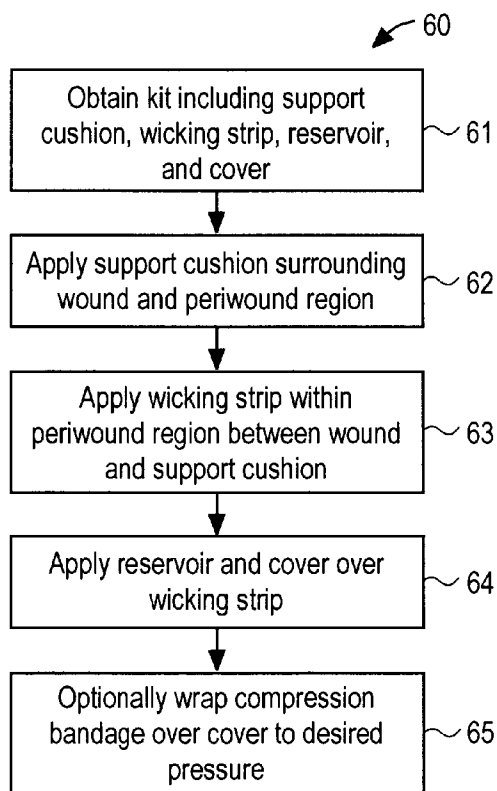 60
Obtain kit including support
cushion, wicking strip, reservoir,
and cover
61
Apply support cushion surrounding
wound and periwound region
62
Apply wicking strip within
periwound region between wound
and support cushion
63
Apply reservoir and cover over
wicking strip
64
Optionally wrap compression
bandage over cover to desired
pressure
65